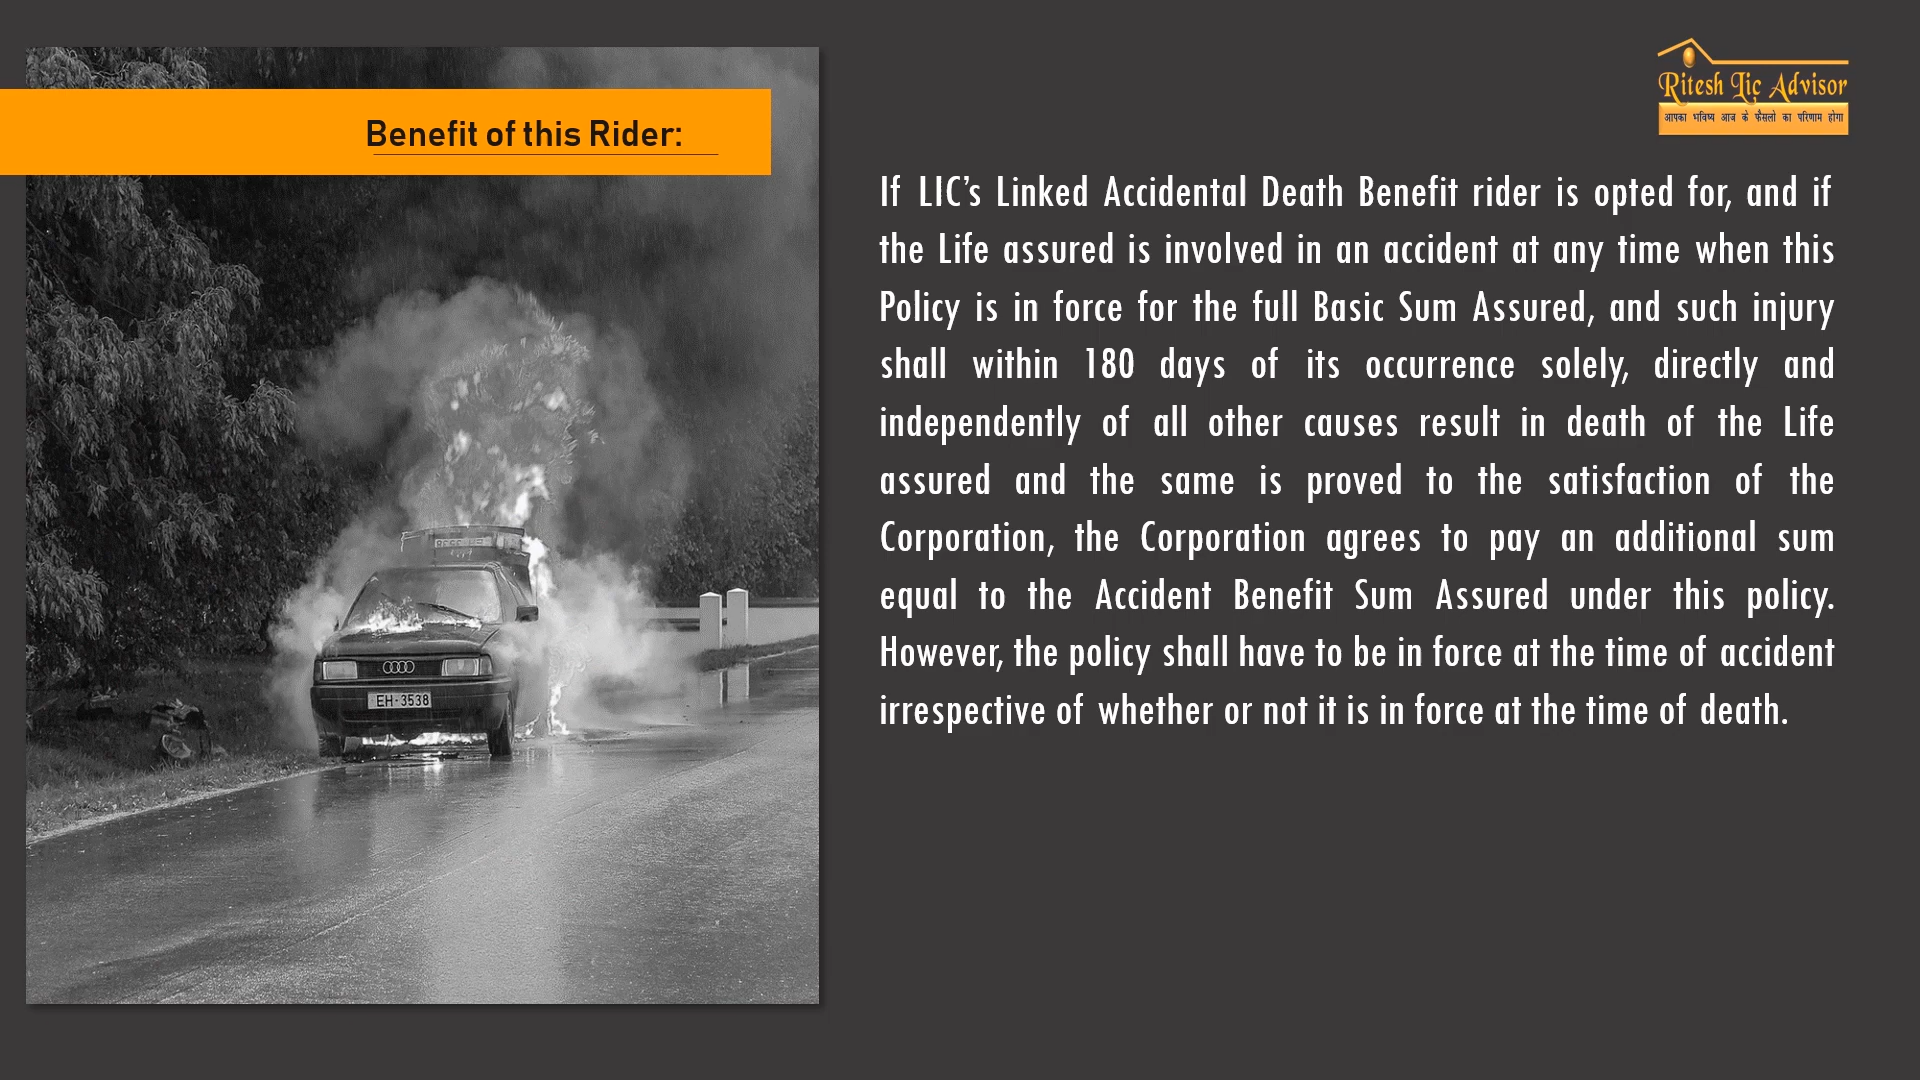 Benefit of this Rider:
Ritesh Lic Advisor
आपका भविष्य आज के फैसलो का परिणाम होगा
If LIC’s Linked Accidental Death Benefit rider is opted for, and if
the Life assured is involved in an accident at any time when this
Policy is in force for the full Basic Sum Assured, and such injury
shall within 180 days of its occurrence solely, directly and
independently of all other causes result in death of the Life
assured and the same is proved to the satisfaction of the
Corporation, the Corporation agrees to pay an additional sum
equal to the Accident Benefit Sum Assured under this policy.
However, the policy shall have to be in force at the time of accident
irrespective of whether or not it is in force at the time of death.
EH-3538